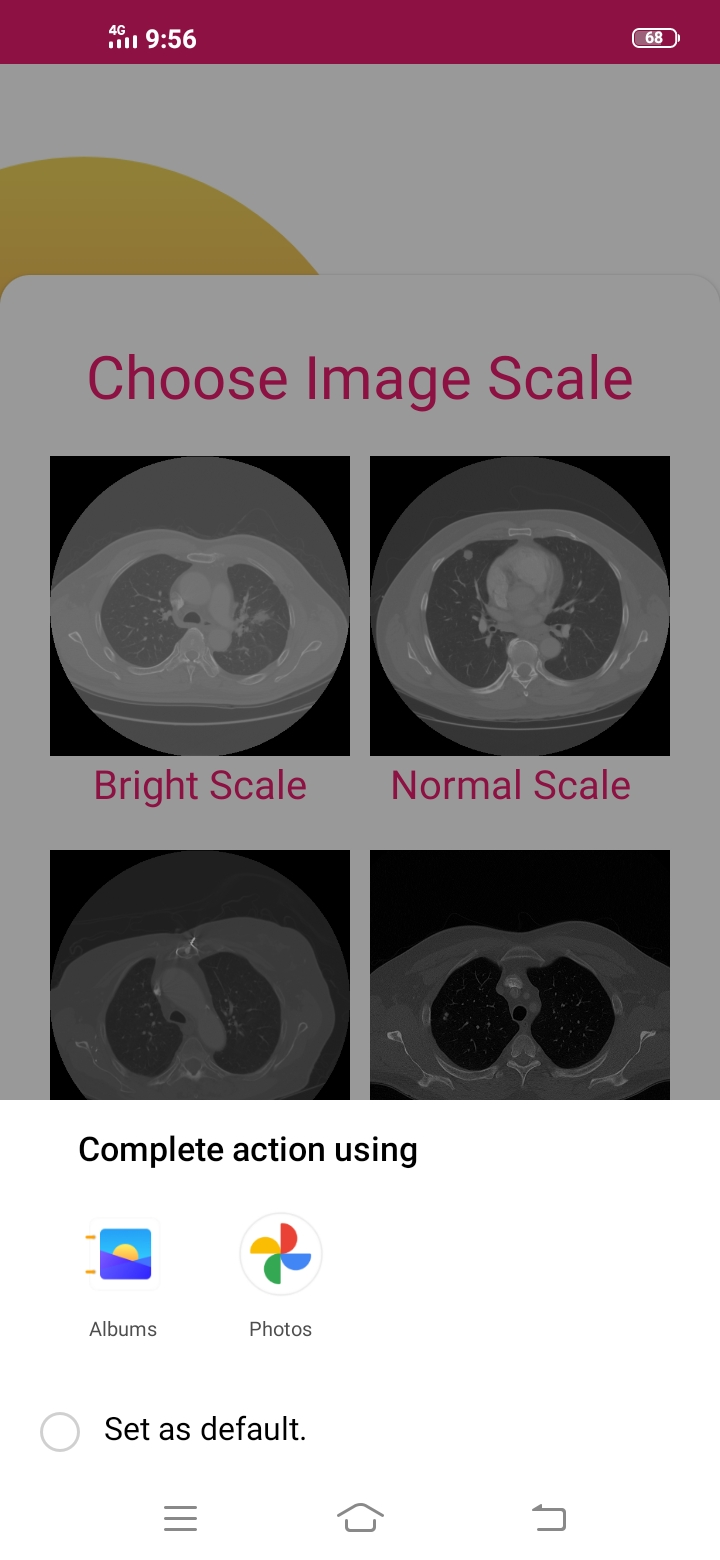 4G
9:56
68
Choose Image Scale
Bright Scale
Normal Scale
Complete action using
Albums
Photos
Set as default.